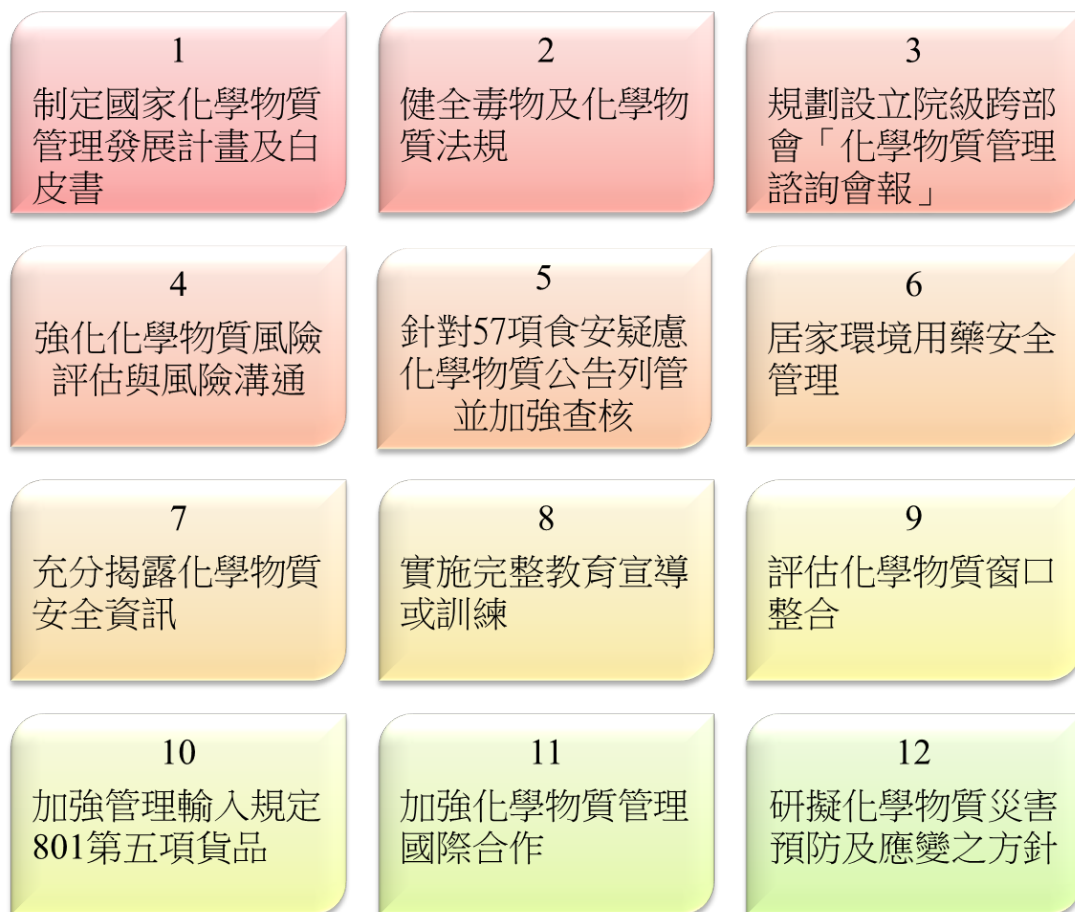 1
制定國家化學物質
管理發展計畫及白
皮書
2
健全毒物及化學物
質法規
3
規劃設立院級跨部
會「化學物質管理
諮詢會報」
4
強化化學物質風險
評估與風險溝通
5
針對57項食安疑慮
化學物質公告列管
並加強查核
6
居家環境用藥安全
管理
7
充分揭露化學物質
安全資訊
8
實施完整教育宣導
或訓練
9
評估化學物質窗口
整合
10
加強管理輸入規定
801第五項貨品
11
加強化學物質管理
國際合作
12
研擬化學物質災害
預防及應變之方針